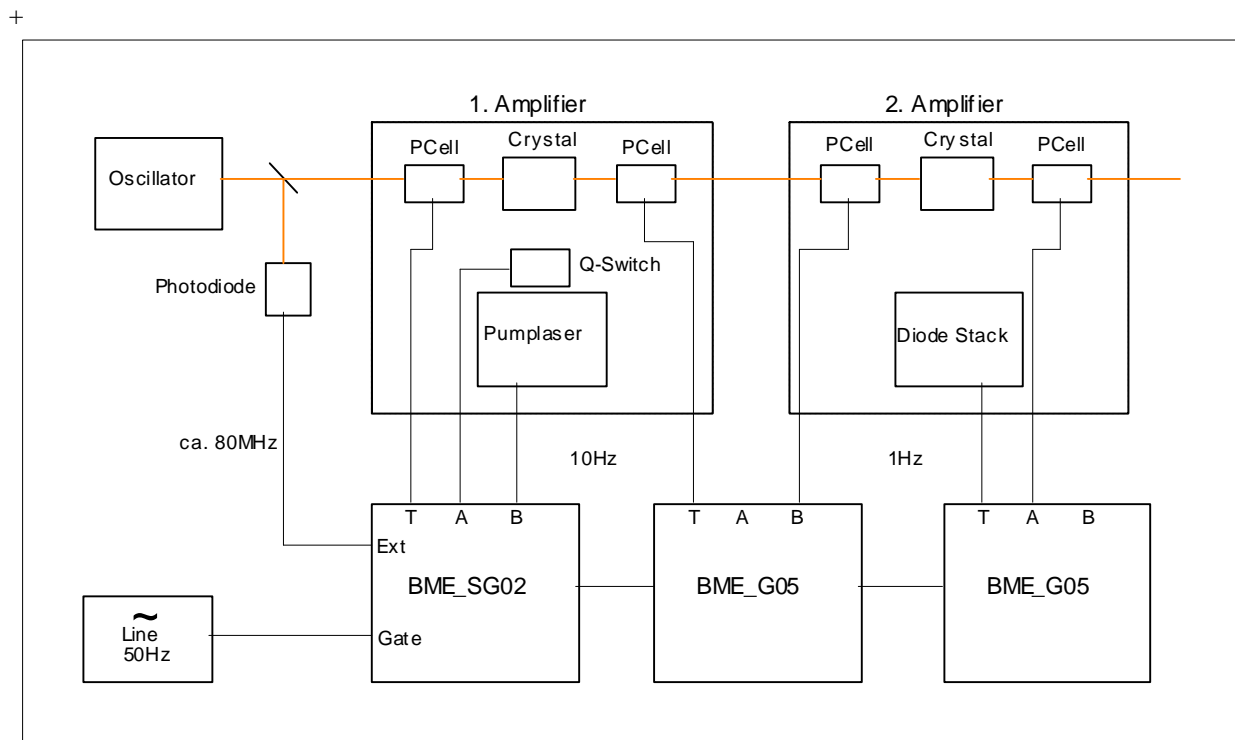 1. Amplifier
2. Amplifier
Oscillator
PCell
Crystal
PCell
PCell
Crystal
PCell
Photodiode
Q-Switch
Pumplaser
Diode Stack
ca. 80MHz
10Hz
1Hz
T A B
T A B
T A B
Ext
BME_SG02
BME_G05
BME_G05
Gate
~
Line
50Hz